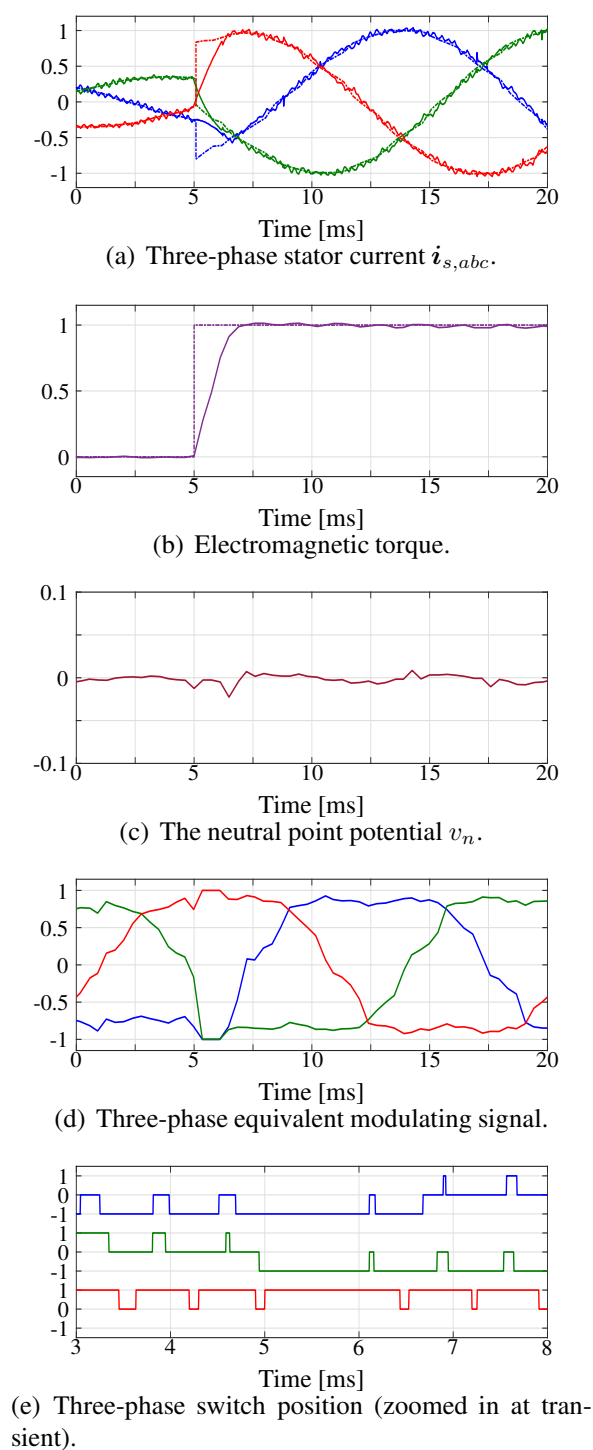 1
0.5
0
-0.5
-1
0 5 10 15 20
Time [ms]
(a) Three-phase stator current i_{s,abc}.
1
0.5
0
0 5 10 15 20
Time [ms]
(b) Electromagnetic torque.
0.1
0
-0.1
0 5 10 15 20
Time [ms]
(c) The neutral point potential v_n.
1
0.5
0
-0.5
-1
0 5 10 15 20
Time [ms]
(d) Three-phase equivalent modulating signal.
1
0
-1
1
0
-1
1
0
-1
3 4 5 6 7 8
Time [ms]
(e) Three-phase switch position (zoomed in at tran-
sient).